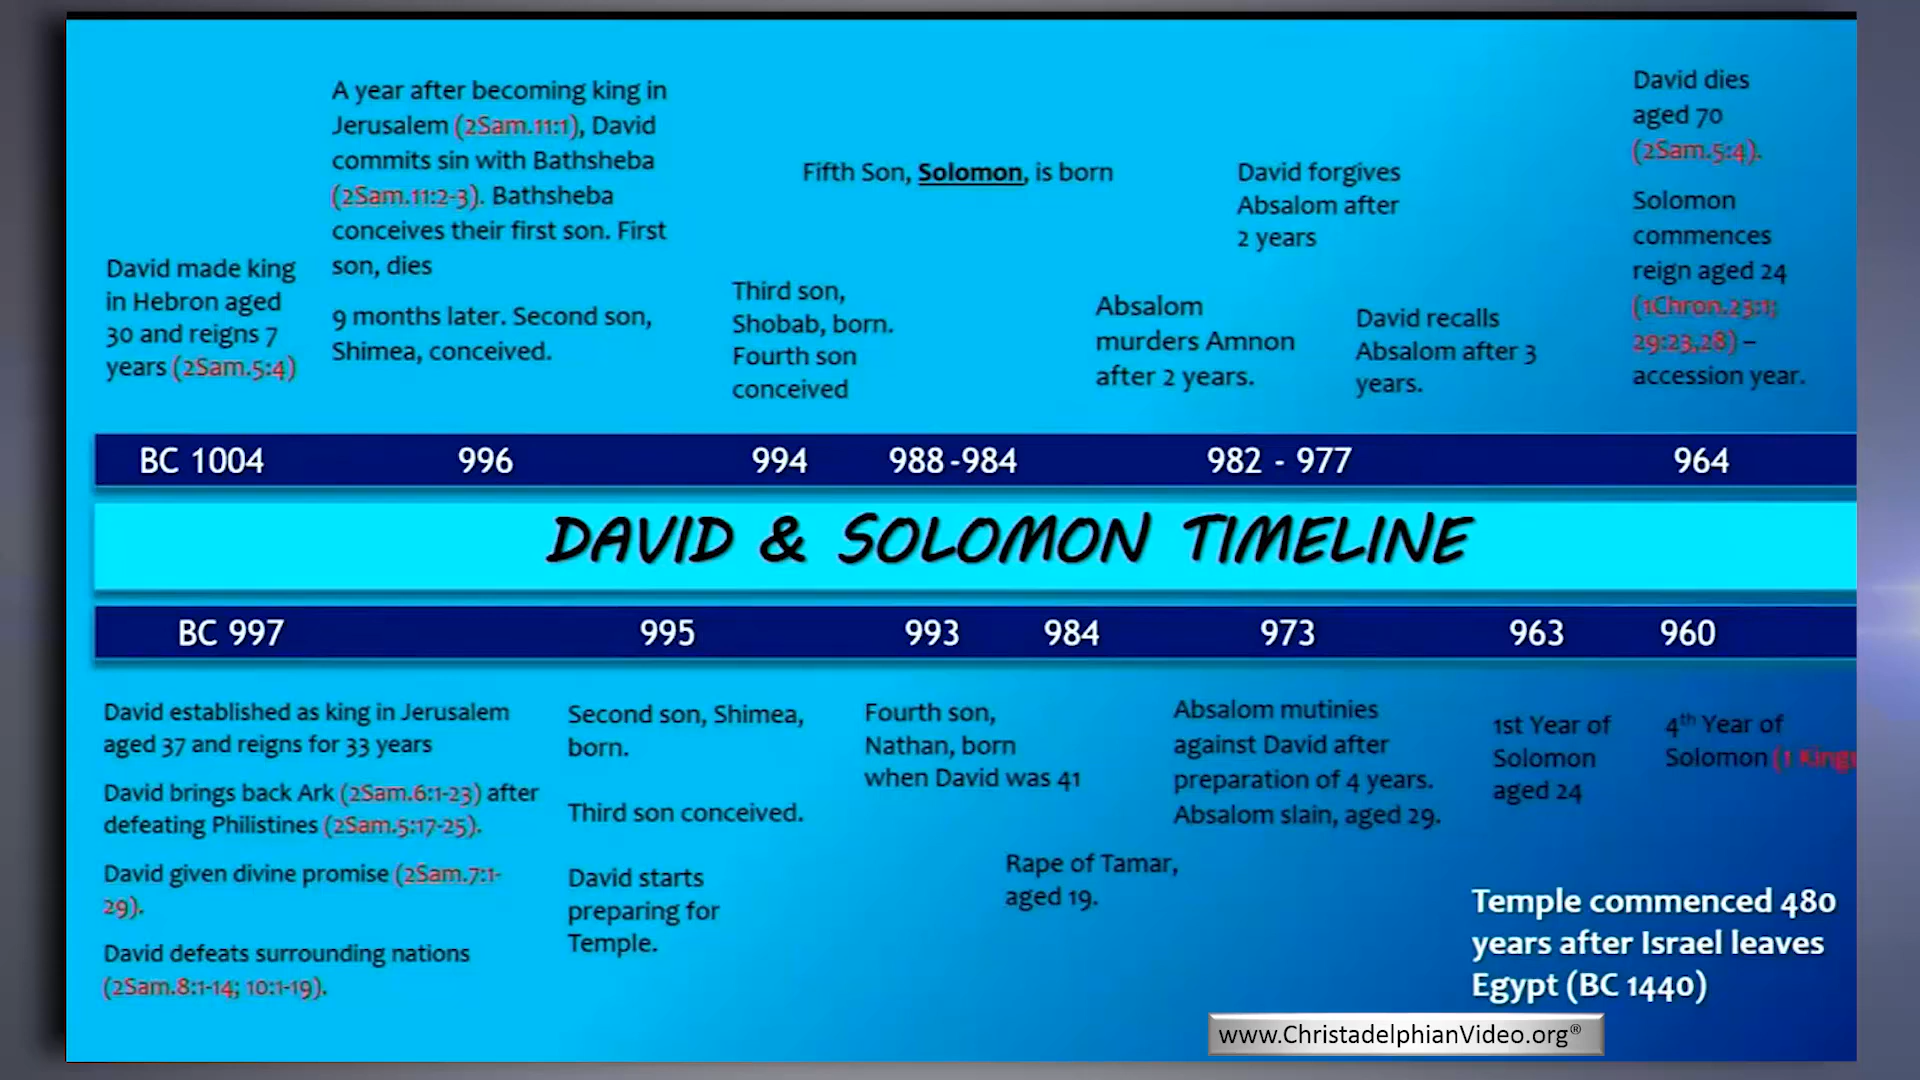 David made king
in Hebron aged
30 and reigns 7
years (2Sam.5:4)
A year after becoming king in
Jerusalem (2Sam.11:1), David
commits sin with Bathsheba
(2Sam.11:2-3). Bathsheba
conceives their first son. First
son, dies
9 months later. Second son,
Shimea, conceived.
Third son,
Shobab, born.
Fourth son
conceived
Fifth Son, Solomon, is born
Absalom
murders Amnon
after 2 years.
David forgives
Absalom after
2 years
David recalls
Absalom after 3
years.
David dies
aged 70
(2Sam.5:4).
Solomon
commences
reign aged 24
(1Chron.23:1;
29:23,28) –
accession year.
BC 1004 996 994 988-984 982 - 977 964
DAVID & SOLOMON TIMELINE
BC 997 995 993 984 973 963 960
David established as king in Jerusalem
aged 37 and reigns for 33 years
David brings back Ark (2Sam.6:1-23) after
defeating Philistines (2Sam.5:17-25).
David given divine promise (2Sam.7:1-
29).
David defeats surrounding nations
(2Sam.8:1-14; 10:1-19).
Second son, Shimea,
born.
Third son conceived.
David starts
preparing for
Temple.
Fourth son,
Nathan, born
when David was 41
Rape of Tamar,
aged 19.
Absalom mutinies
against David after
preparation of 4 years.
Absalom slain, aged 29.
1st Year of
Solomon
aged 24
4th Year of
Solomon (1 King
Temple commenced 480
years after Israel leaves
Egypt (BC 1440)
www.ChristadelphianVideo.org®